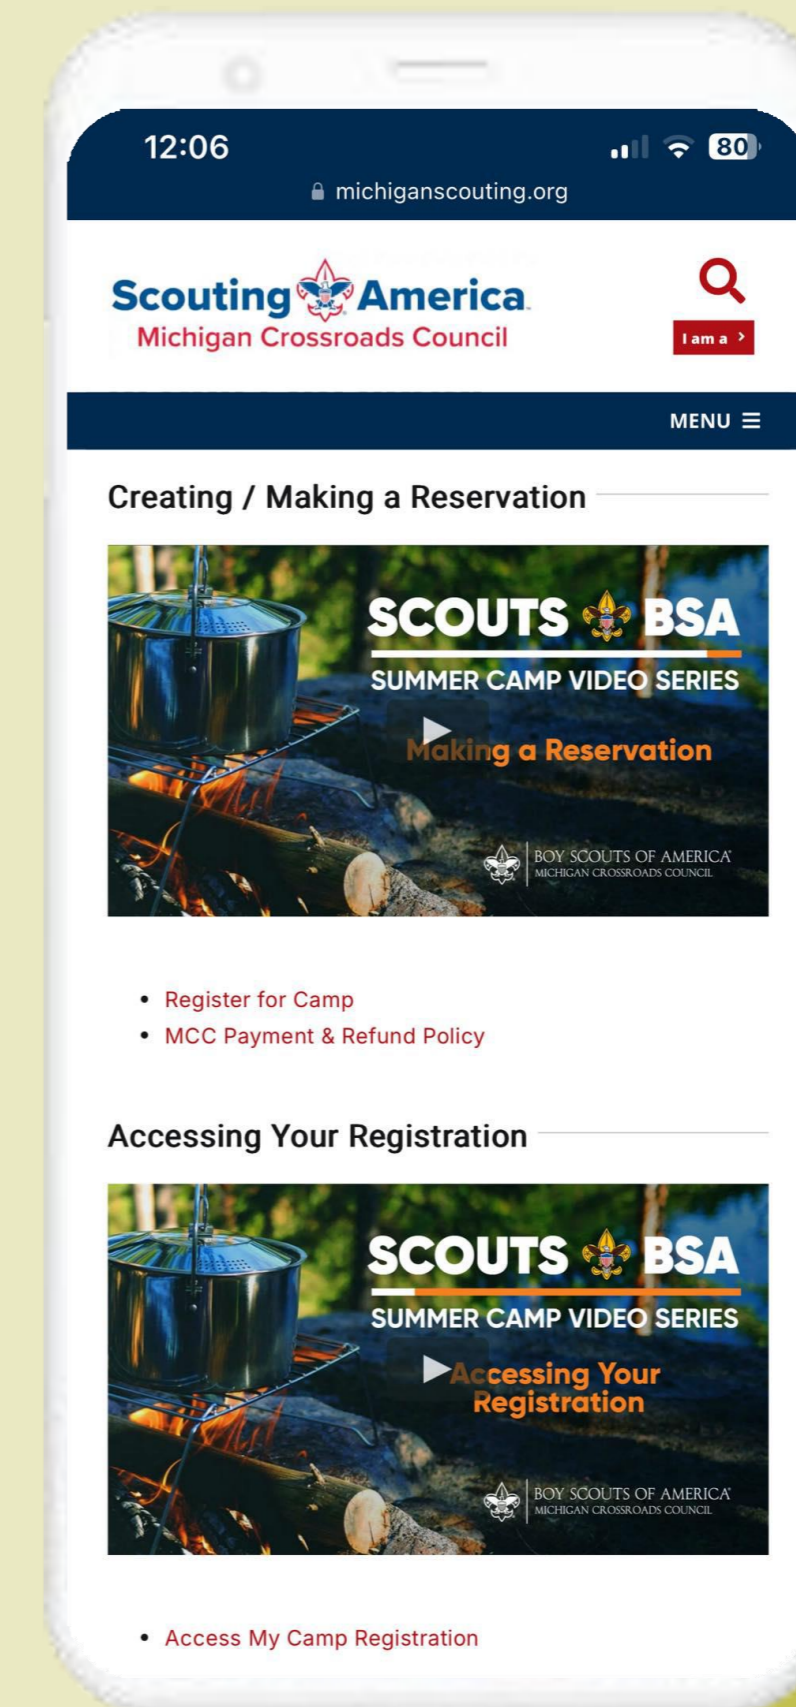 12:06
80
michiganscouting.org
Scouting America
Michigan Crossroads Council
I am a >
MENU
Creating / Making a Reservation
SCOUTS BSA
SUMMER CAMP VIDEO SERIES
Making a Reservation
BOY SCOUTS OF AMERICA®
MICHIGAN CROSSROADS COUNCIL
• Register for Camp
• MCC Payment & Refund Policy
Accessing Your Registration
SCOUTS BSA
SUMMER CAMP VIDEO SERIES
Accessing Your
Registration
BOY SCOUTS OF AMERICA®
MICHIGAN CROSSROADS COUNCIL
• Access My Camp Registration